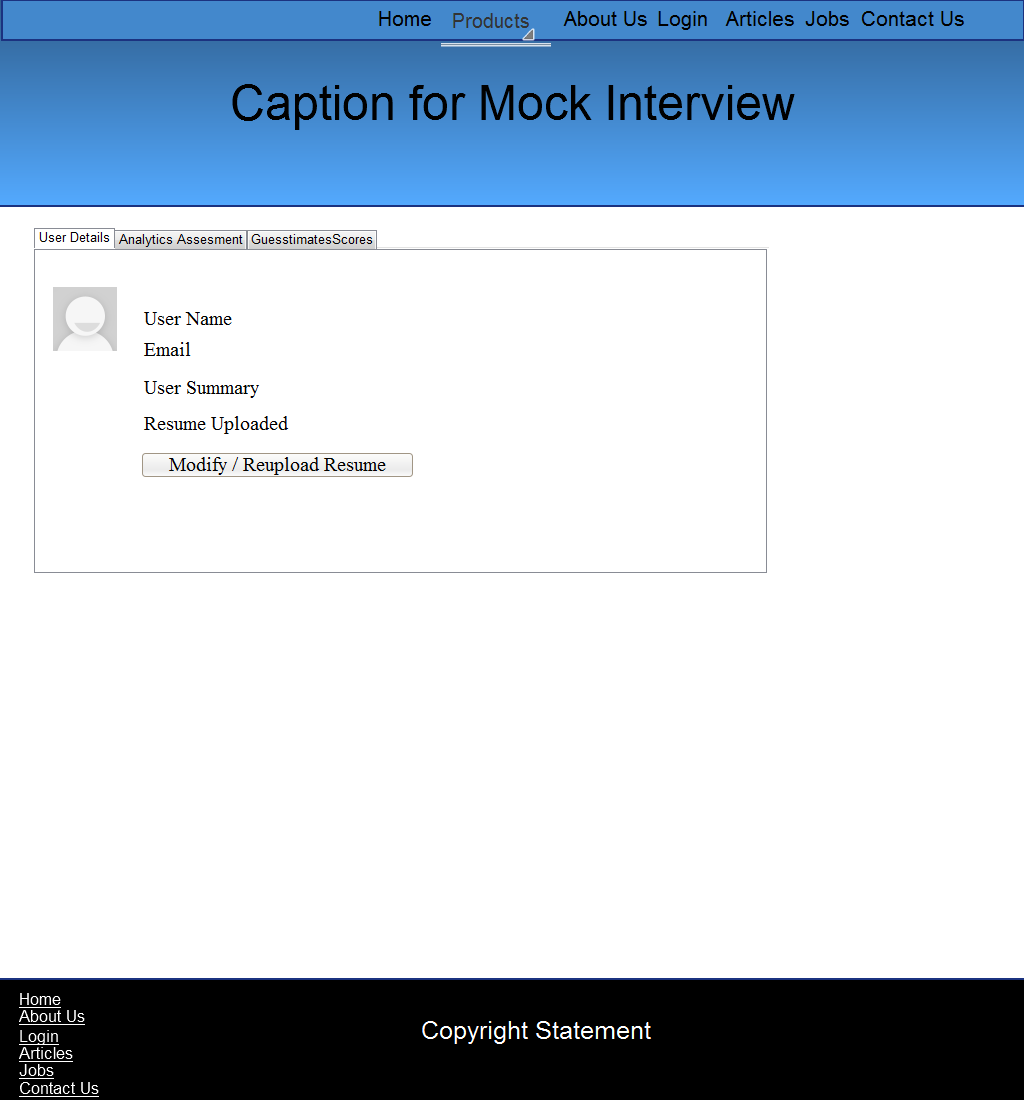 Home Products About Us Login Articles Jobs Contact Us
Caption for Mock Interview
User Details Analytics Assesment GuesstimatesScores
User Name
Email
User Summary
Resume Uploaded
Modify / Reupload Resume
Home
About Us
Login
Articles
Jobs
Contact Us
Copyright Statement